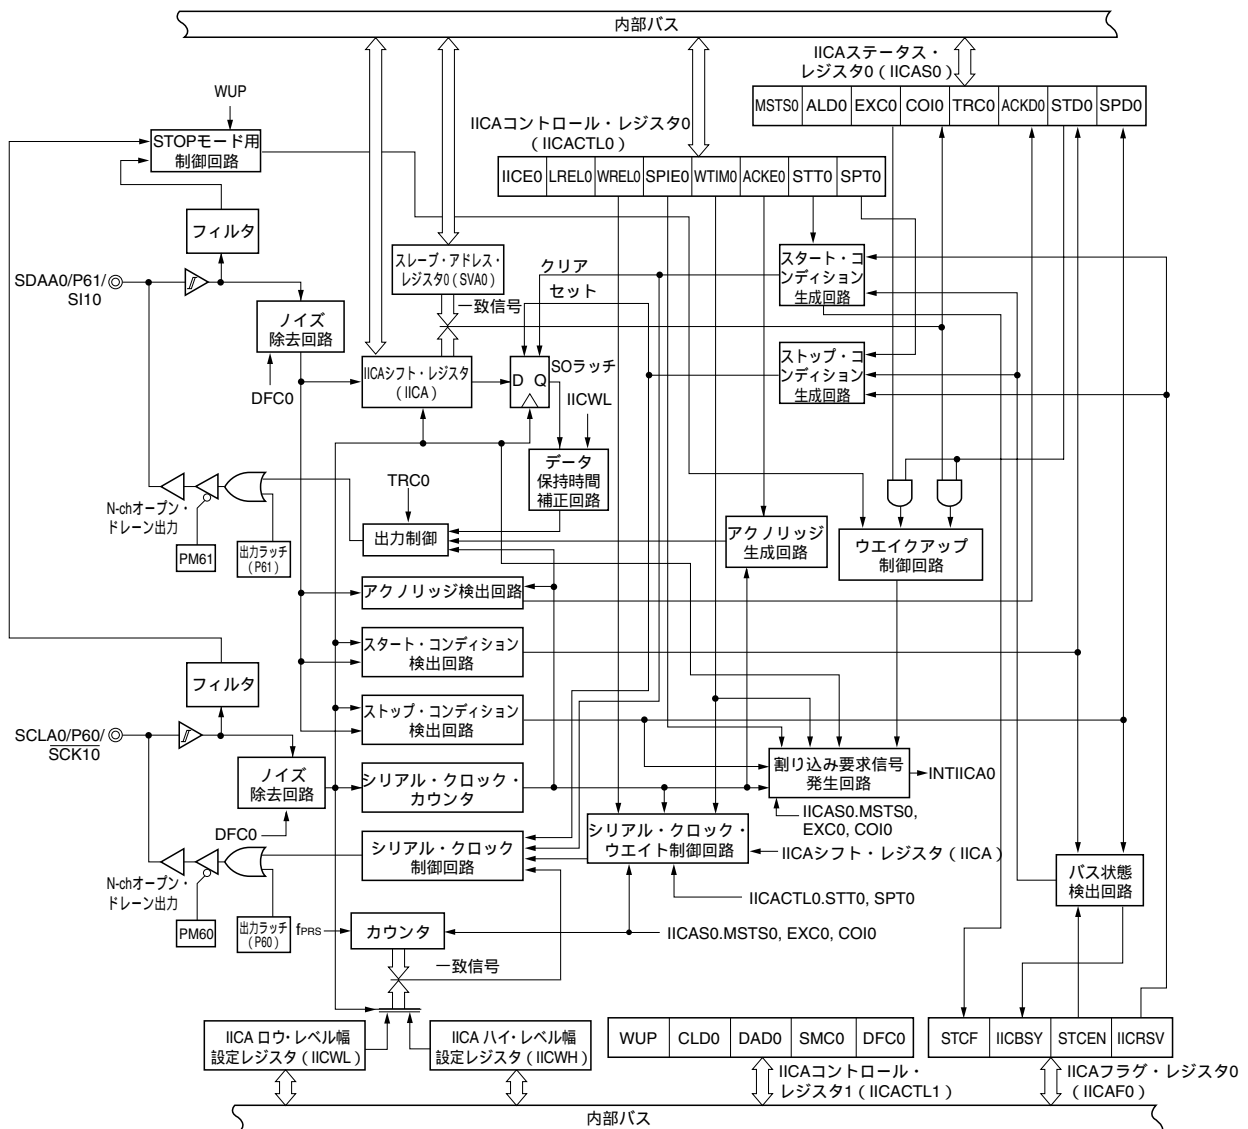 内部バス
IICAステータス・
レジスタ0（IICAS0）
MSTS0 ALD0 EXC0 COI0 TRC0 ACKD0 STD0 SPD0
WUP
STOPモード用
制御回路
IICAコントロール・レジスタ0
（IICACTL0）
IICE0 LREL0 WREL0 SPIE0 WTIM0 ACKE0 STT0 SPT0
フィルタ
スレーブ・アドレス・
レジスタ0（SVA0）
クリア
セット
スタート・コ
ンディション
生成回路
SDAA0/P61/
SI10
一致信号
ノイズ
除去回路
DFC0
IICAシフト・レジスタ
（IICA）
D Q
SOラッチ
IICWL
ストップ・コ
ンディション
生成回路
データ
保持時間
補正回路
TRC0
N-chオープン・
ドレーン出力
PM61
出力ラッチ
（P61）
出力制御
アクノリッジ
生成回路
ウエイクアップ
制御回路
アクノリッジ検出回路
スタート・コンディション
検出回路
フィルタ
ストップ・コンディション
検出回路
SCLA0/P60/
SCK10
ノイズ
除去回路
DFC0
シリアル・クロック・
カウンタ
割り込み要求信号
発生回路
INTIICA0
IICAS0.MSTS0,
EXC0, COI0
シリアル・クロック
制御回路
シリアル・クロック・
ウエイト制御回路
IICAシフト・レジスタ（IICA）
バス状態
検出回路
N-chオープン・
ドレーン出力
PM60
出力ラッチ
（P60）
IICACTL0.STT0, SPT0
fPRS
カウンタ
IICAS0.MSTS0, EXC0, COI0
一致信号
IICA ロウ・レベル幅
設定レジスタ（IICWL）
IICA ハイ・レベル幅
設定レジスタ（IICWH）
WUP CLD0 DAD0 SMC0 DFC0
STCF IICBSY STCEN IICRSV
IICAコントロール・
レジスタ1（IICACTL1）
IICAフラグ・レジスタ0
（IICAF0）
内部バス